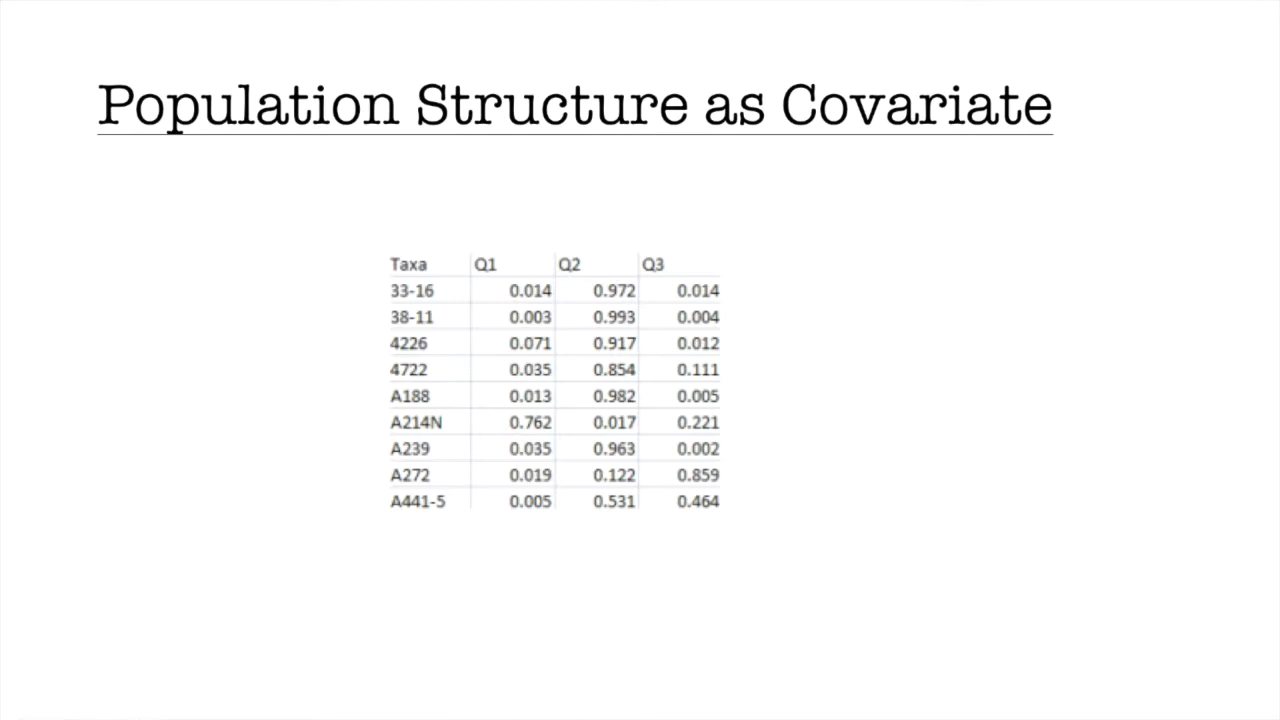 Population Structure as Covariate
Taxa Q1 Q2 Q3
33-16 0.014 0.972 0.014
38-11 0.003 0.993 0.004
4226 0.071 0.917 0.012
4722 0.035 0.854 0.111
A188 0.013 0.982 0.005
A214N 0.762 0.017 0.221
A239 0.035 0.963 0.002
A272 0.019 0.122 0.859
A441-5 0.005 0.531 0.464